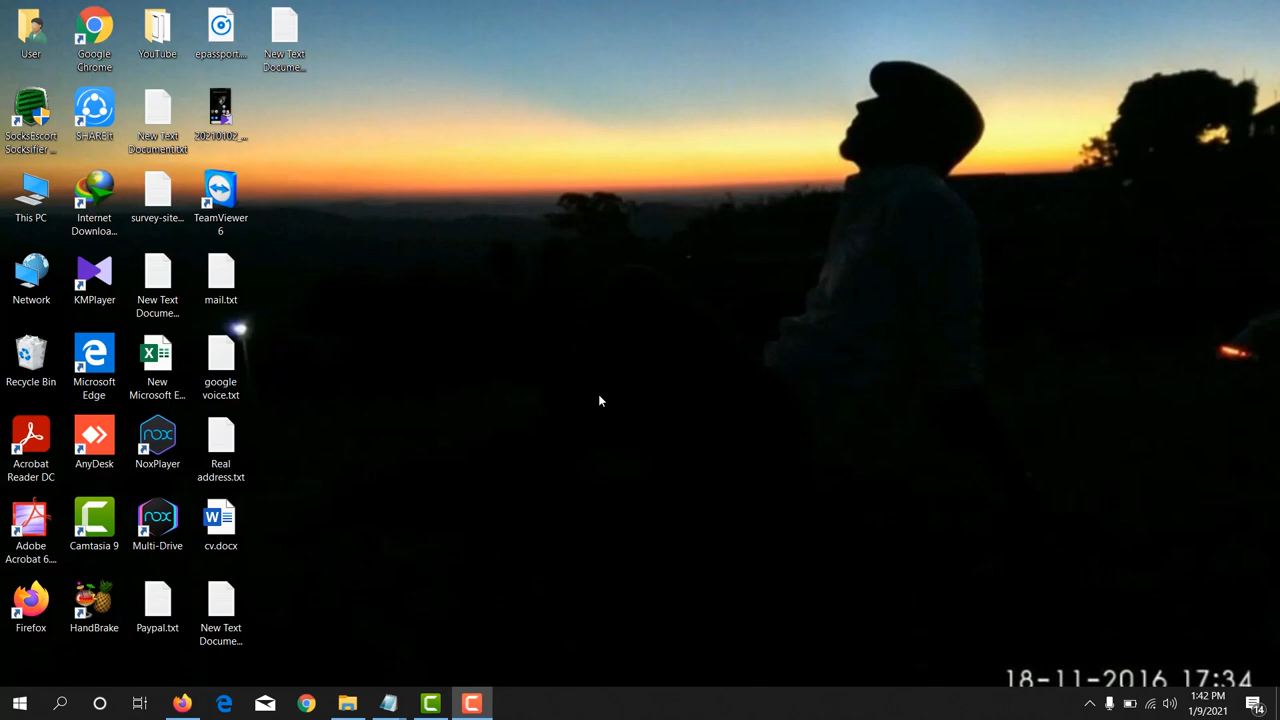 User
Google
Chrome
YouTube
epassport....
New Text
Docume...
SocksEscort
Socksifier ...
SHAREit
New Text
Document.txt
20210102_...
This PC
Internet
Downloa...
survey-site...
TeamViewer
6
Network
KMPlayer
New Text
Docume...
mail.txt
Recycle Bin
Microsoft
Edge
New
Microsoft E...
google
voice.txt
Acrobat
Reader DC
AnyDesk
NoxPlayer
Real
address.txt
Adobe
Acrobat 6....
Camtasia 9
Multi-Drive
cv.docx
Firefox
HandBrake
Paypal.txt
New Text
Docume...
18-11-2016 17:34
1:42 PM
1/9/2021
14